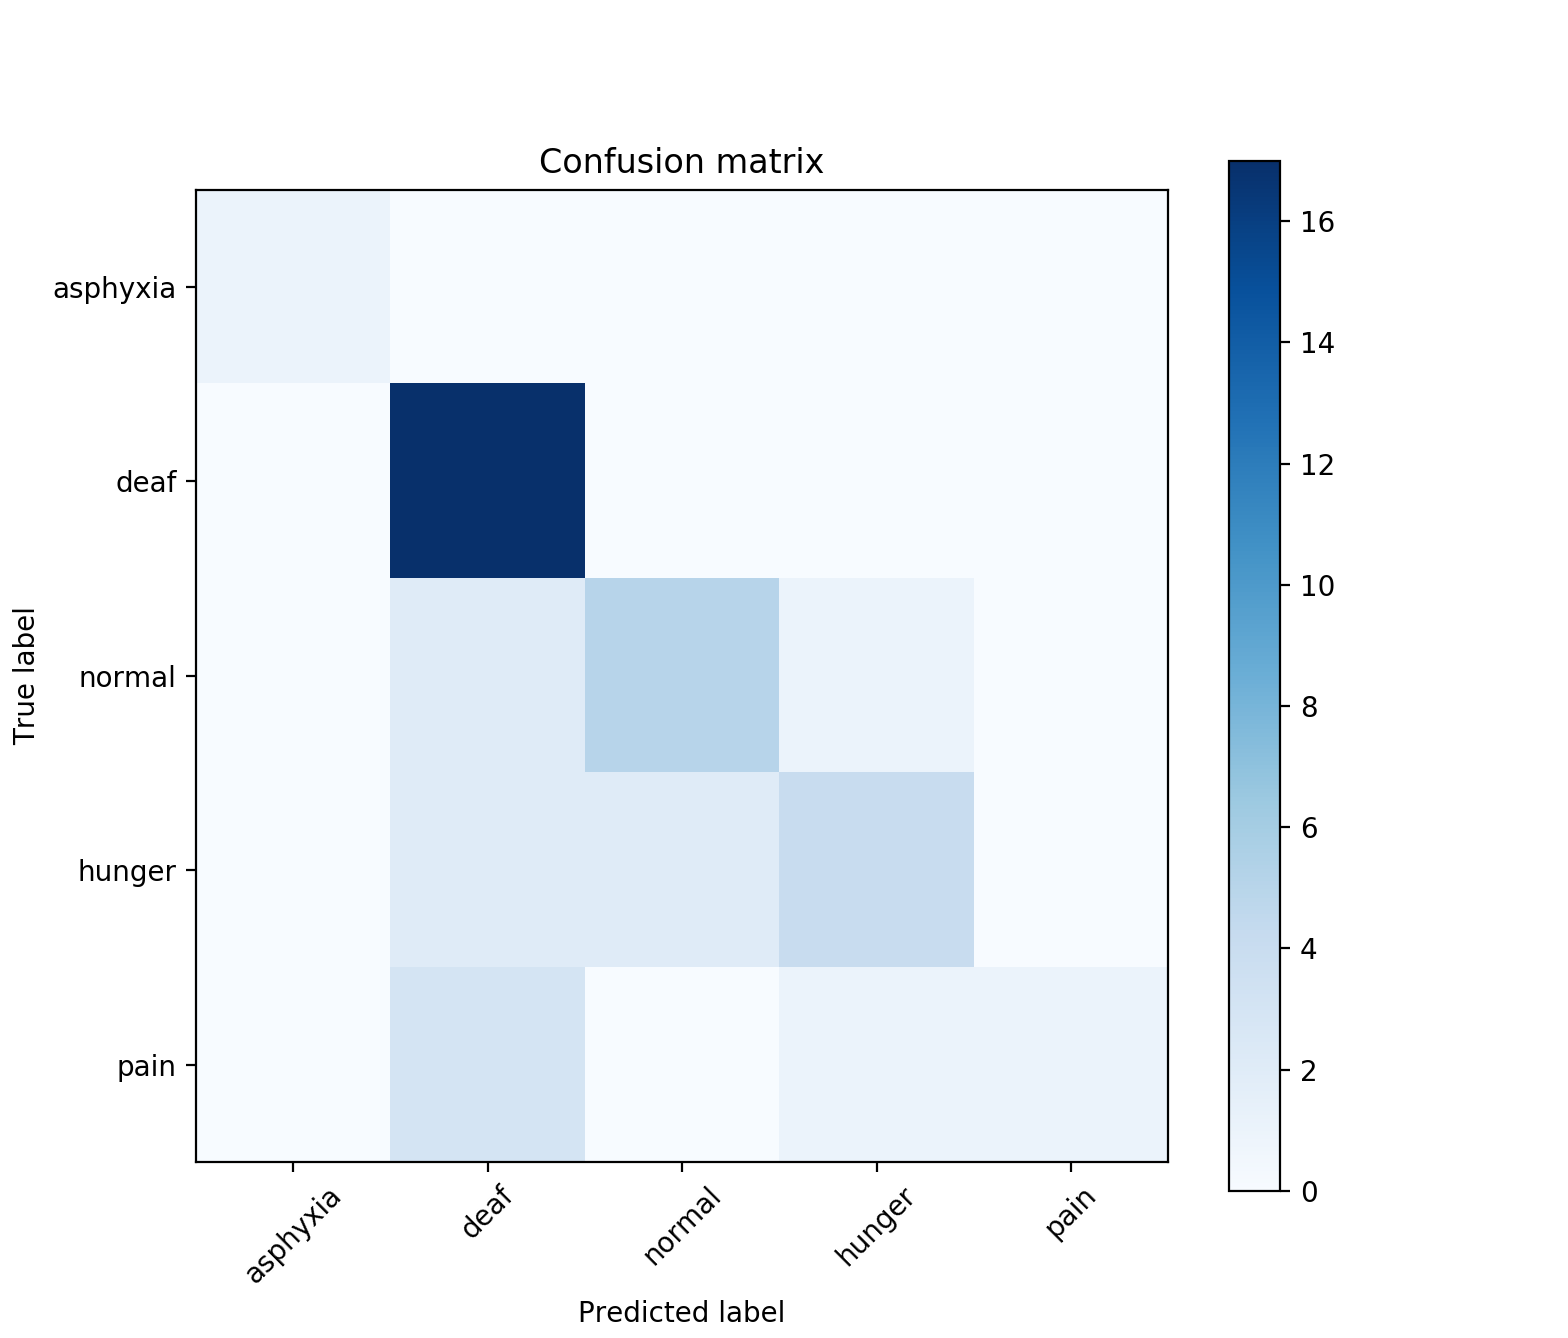 Confusion matrix
True label
asphyxia
deaf
normal
hunger
pain
asphyxia
deaf
normal
hunger
pain
Predicted label
16
14
12
10
8
6
4
2
0